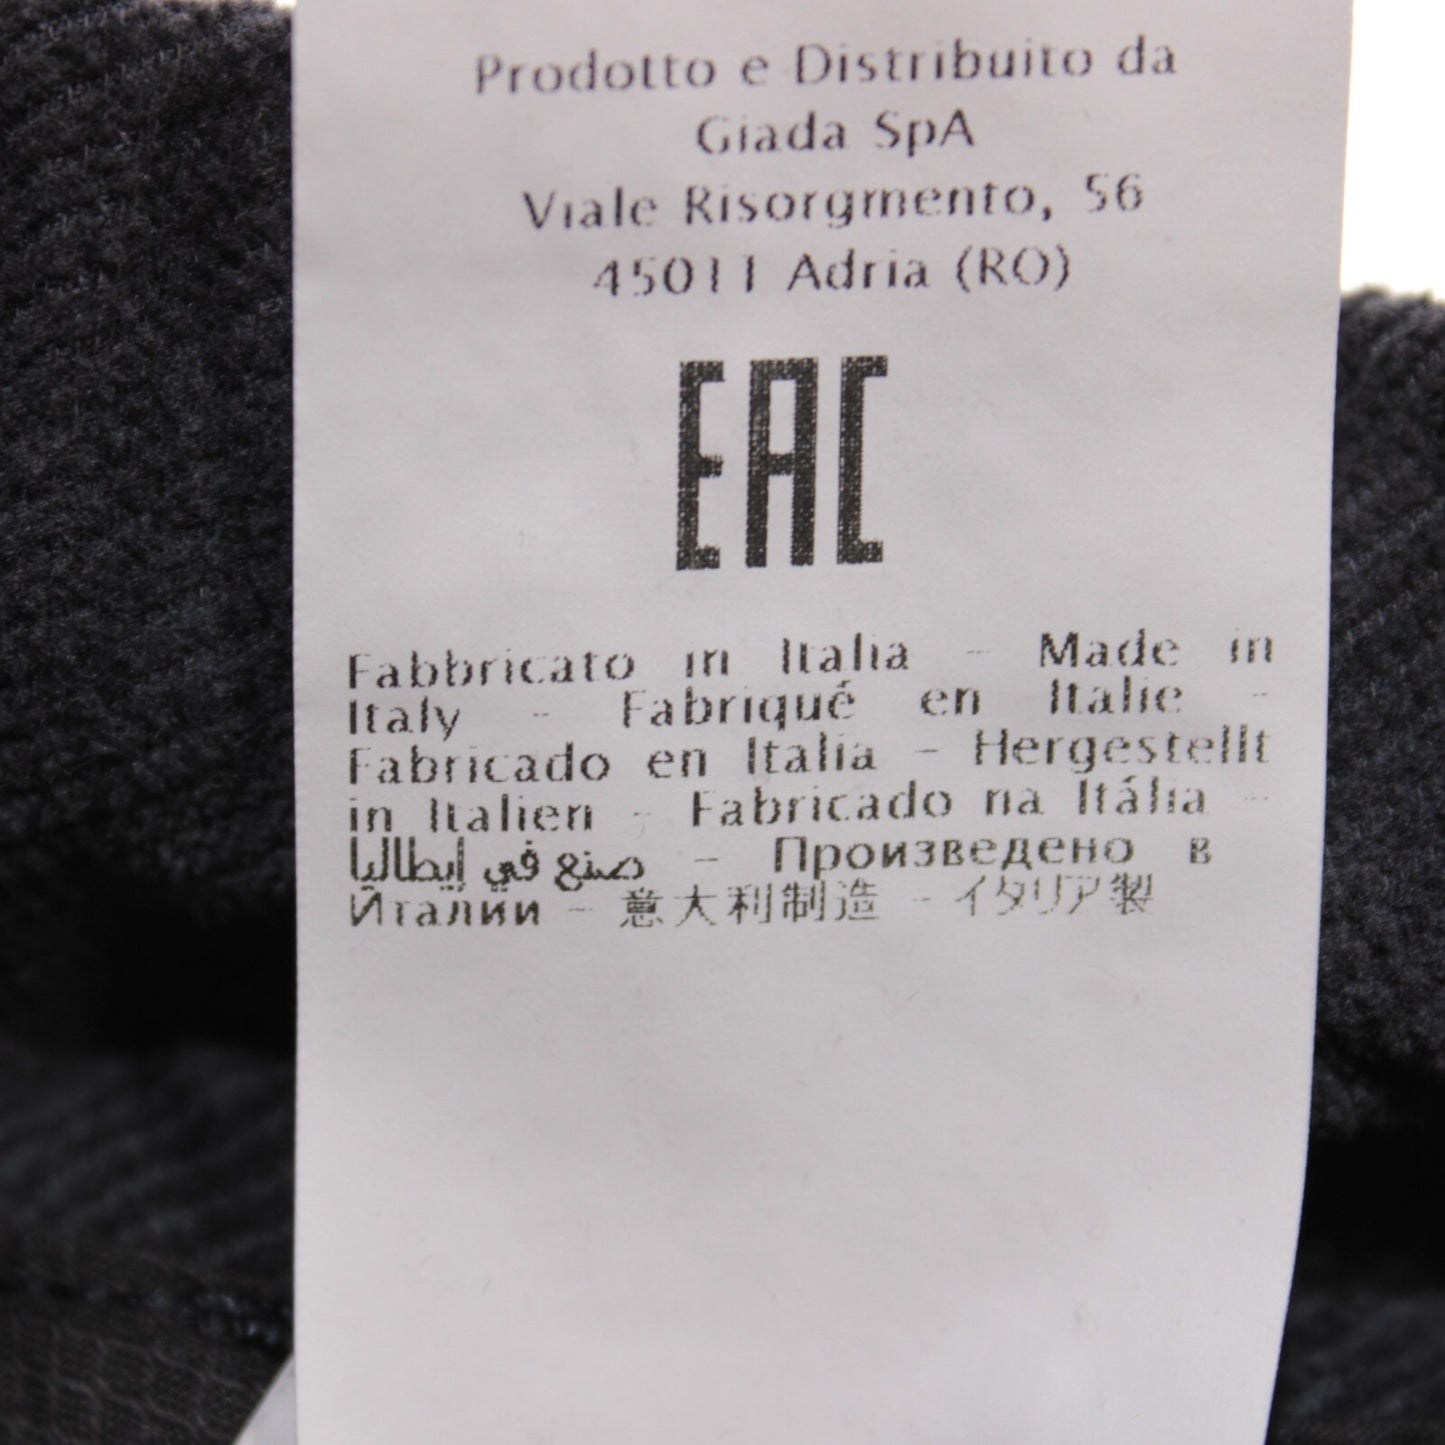 Prodotto e Distribuito da
Giada SpA
Viale Risorgmento, 56
45011 Adria (RO)
EAC
Fabbricato in Italia - Made in
Italy - Fabriqué en Italie -
Fabricado en Italia - Hergestellt
in Italien - Fabricado na Itália -
صنع في إيطاليا - Произведено в
Италии - 意大利制造 - イタリア製